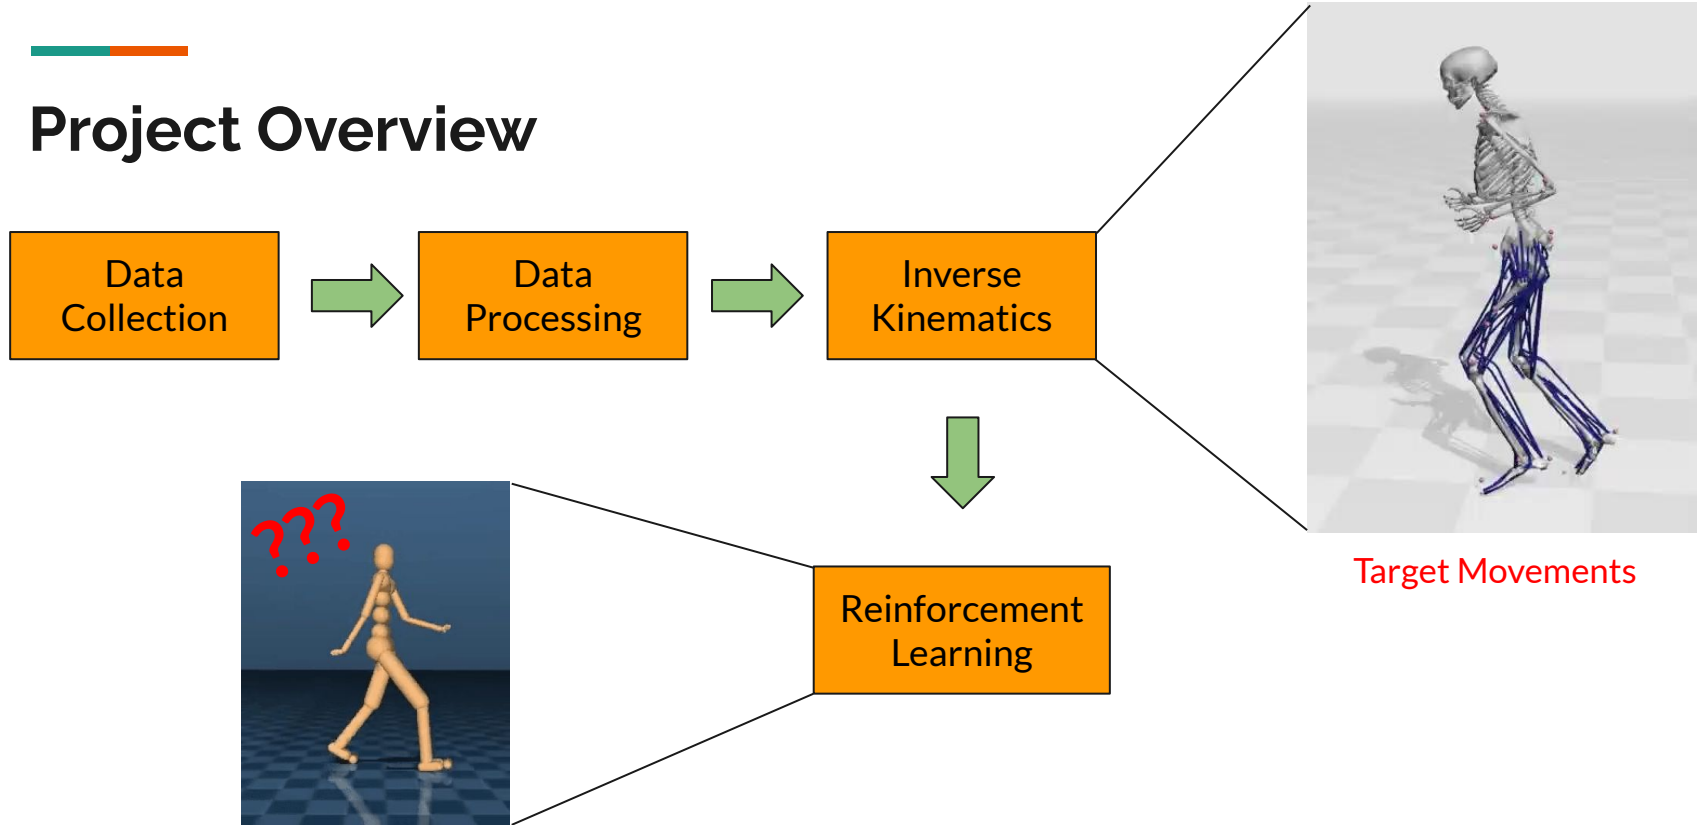 Project Overview
Data
Collection
Data
Processing
Inverse
Kinematics
???
Target Movements
Reinforcement
Learning